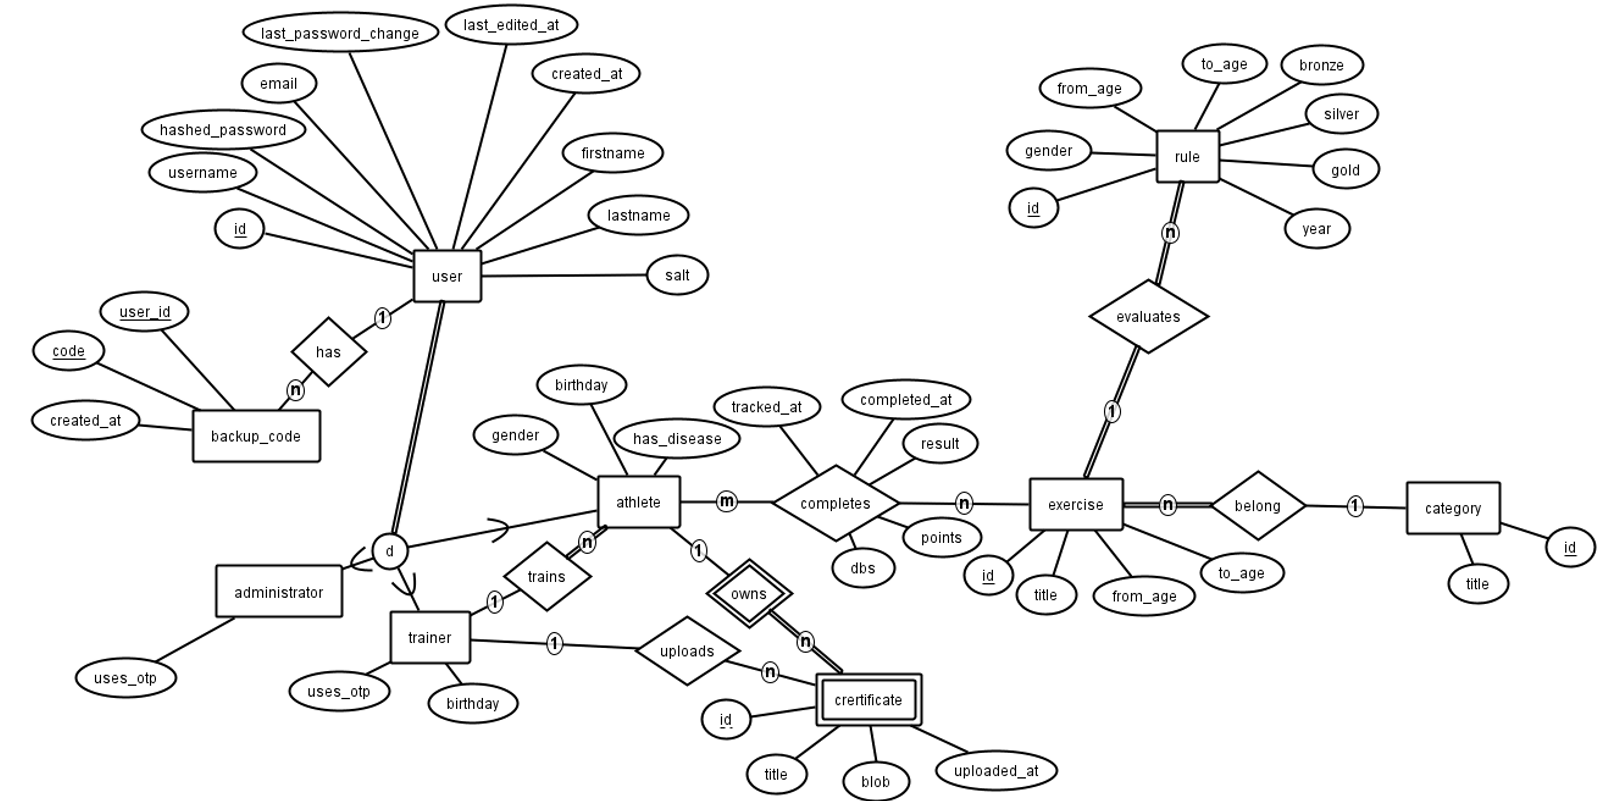 last_password_change
last_edited_at
email
created_at
hashed_password
username
firstname
id
lastname
user
salt
to_age
bronze
from_age
silver
gender
rule
gold
id
year
n
evaluates
1
user_id
1
code
has
n
created_at
backup_code
birthday
tracked_at
completed_at
gender
has_disease
result
athlete
m
completes
n
exercise
n
belong
1
category
points
dbs
id
title
from_age
to_age
title
id
d
n
1
trains
1
owns
administrator
trainer
1
uploads
n
n
uses_otp
uses_otp
birthday
crertificate
id
title
blob
uploaded_at